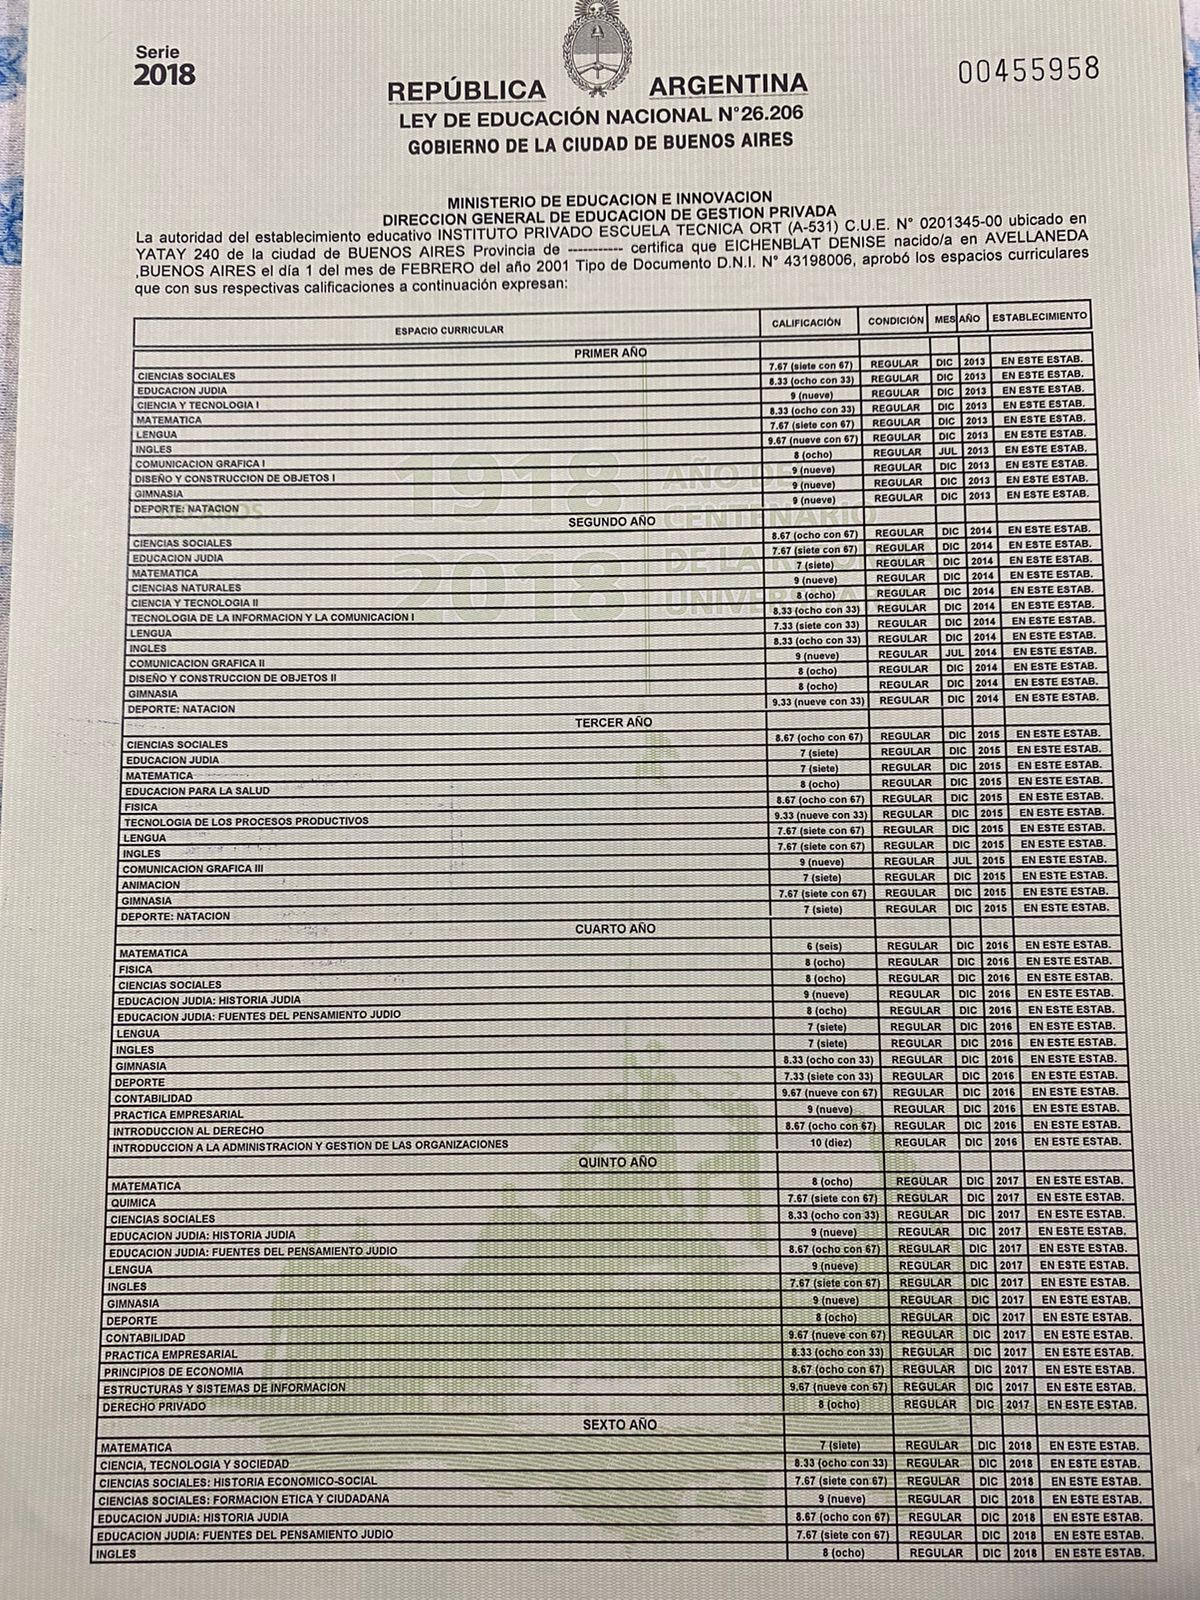 Serie
2018
00455958
REPÚBLICA ARGENTINA
LEY DE EDUCACIÓN NACIONAL N°26.206
GOBIERNO DE LA CIUDAD DE BUENOS AIRES
MINISTERIO DE EDUCACION E INNOVACION
DIRECCION GENERAL DE EDUCACION DE GESTION PRIVADA
La autoridad del establecimiento educativo INSTITUTO PRIVADO ESCUELA TECNICA ORT (A-531) C.U.E. N° 0201345-00 ubicado en
YATAY 240 de la ciudad de BUENOS AIRES Provincia de ---------- certifica que EICHENBLAT DENISE nacido/a en AVELLANEDA
,BUENOS AIRES el día 1 del mes de FEBRERO del año 2001 Tipo de Documento D.N.I. N° 43198006, aprobó los espacios curriculares
que con sus respectivas calificaciones a continuación expresan:
ESPACIO CURRICULAR CALIFICACIÓN CONDICIÓN MES AÑO ESTABLECIMIENTO
PRIMER AÑO
CIENCIAS SOCIALES 7.67 (siete con 67) REGULAR DIC 2013 EN ESTE ESTAB.
EDUCACION JUDIA 8.33 (ocho con 33) REGULAR DIC 2013 EN ESTE ESTAB.
CIENCIA Y TECNOLOGIA I 9 (nueve) REGULAR DIC 2013 EN ESTE ESTAB.
MATEMATICA 8.33 (ocho con 33) REGULAR DIC 2013 EN ESTE ESTAB.
LENGUA 7.67 (siete con 67) REGULAR DIC 2013 EN ESTE ESTAB.
INGLES 9.67 (nueve con 67) REGULAR DIC 2013 EN ESTE ESTAB.
COMUNICACION GRAFICA I 8 (ocho) REGULAR JUL 2013 EN ESTE ESTAB.
DISEÑO Y CONSTRUCCION DE OBJETOS I 9 (nueve) REGULAR DIC 2013 EN ESTE ESTAB.
GIMNASIA 9 (nueve) REGULAR DIC 2013 EN ESTE ESTAB.
DEPORTE: NATACION 9 (nueve) REGULAR DIC 2013 EN ESTE ESTAB.
SEGUNDO AÑO
CIENCIAS SOCIALES 8.67 (ocho con 67) REGULAR DIC 2014 EN ESTE ESTAB.
EDUCACION JUDIA 7.67 (siete con 67) REGULAR DIC 2014 EN ESTE ESTAB.
MATEMATICA 7 (siete) REGULAR DIC 2014 EN ESTE ESTAB.
CIENCIAS NATURALES 9 (nueve) REGULAR DIC 2014 EN ESTE ESTAB.
CIENCIA Y TECNOLOGIA II 8 (ocho) REGULAR DIC 2014 EN ESTE ESTAB.
TECNOLOGIA DE LA INFORMACION Y LA COMUNICACION I 8.33 (ocho con 33) REGULAR DIC 2014 EN ESTE ESTAB.
LENGUA 7.33 (siete con 33) REGULAR DIC 2014 EN ESTE ESTAB.
INGLES 8.33 (ocho con 33) REGULAR DIC 2014 EN ESTE ESTAB.
COMUNICACION GRAFICA II 9 (nueve) REGULAR JUL 2014 EN ESTE ESTAB.
DISEÑO Y CONSTRUCCION DE OBJETOS II 8 (ocho) REGULAR DIC 2014 EN ESTE ESTAB.
GIMNASIA 8 (ocho) REGULAR DIC 2014 EN ESTE ESTAB.
DEPORTE: NATACION 9.33 (nueve con 33) REGULAR DIC 2014 EN ESTE ESTAB.
TERCER AÑO
CIENCIAS SOCIALES 8.67 (ocho con 67) REGULAR DIC 2015 EN ESTE ESTAB.
EDUCACION JUDIA 7 (siete) REGULAR DIC 2015 EN ESTE ESTAB.
MATEMATICA 7 (siete) REGULAR DIC 2015 EN ESTE ESTAB.
EDUCACION PARA LA SALUD 8 (ocho) REGULAR DIC 2015 EN ESTE ESTAB.
FISICA 8.67 (ocho con 67) REGULAR DIC 2015 EN ESTE ESTAB.
TECNOLOGIA DE LOS PROCESOS PRODUCTIVOS 9.33 (nueve con 33) REGULAR DIC 2015 EN ESTE ESTAB.
LENGUA 7.67 (siete con 67) REGULAR DIC 2015 EN ESTE ESTAB.
INGLES 7.67 (siete con 67) REGULAR DIC 2015 EN ESTE ESTAB.
COMUNICACION GRAFICA III 9 (nueve) REGULAR JUL 2015 EN ESTE ESTAB.
ANIMACION 7 (siete) REGULAR DIC 2015 EN ESTE ESTAB.
GIMNASIA 7.67 (siete con 67) REGULAR DIC 2015 EN ESTE ESTAB.
DEPORTE: NATACION 7 (siete) REGULAR DIC 2015 EN ESTE ESTAB.
CUARTO AÑO
MATEMATICA 6 (seis) REGULAR DIC 2016 EN ESTE ESTAB.
FISICA 8 (ocho) REGULAR DIC 2016 EN ESTE ESTAB.
CIENCIAS SOCIALES 8 (ocho) REGULAR DIC 2016 EN ESTE ESTAB.
EDUCACION JUDIA: HISTORIA JUDIA 9 (nueve) REGULAR DIC 2016 EN ESTE ESTAB.
EDUCACION JUDIA: FUENTES DEL PENSAMIENTO JUDIO 8 (ocho) REGULAR DIC 2016 EN ESTE ESTAB.
LENGUA 7 (siete) REGULAR DIC 2016 EN ESTE ESTAB.
INGLES 7 (siete) REGULAR DIC 2016 EN ESTE ESTAB.
GIMNASIA 8.33 (ocho con 33) REGULAR DIC 2016 EN ESTE ESTAB.
DEPORTE 7.33 (siete con 33) REGULAR DIC 2016 EN ESTE ESTAB.
CONTABILIDAD 9.67 (nueve con 67) REGULAR DIC 2016 EN ESTE ESTAB.
PRACTICA EMPRESARIAL 9 (nueve) REGULAR DIC 2016 EN ESTE ESTAB.
INTRODUCCION AL DERECHO 8.67 (ocho con 67) REGULAR DIC 2016 EN ESTE ESTAB.
INTRODUCCION A LA ADMINISTRACION Y GESTION DE LAS ORGANIZACIONES 10 (diez) REGULAR DIC 2016 EN ESTE ESTAB.
QUINTO AÑO
MATEMATICA 8 (ocho) REGULAR DIC 2017 EN ESTE ESTAB.
QUIMICA 7.67 (siete con 67) REGULAR DIC 2017 EN ESTE ESTAB.
CIENCIAS SOCIALES 8.33 (ocho con 33) REGULAR DIC 2017 EN ESTE ESTAB.
EDUCACION JUDIA: HISTORIA JUDIA 9 (nueve) REGULAR DIC 2017 EN ESTE ESTAB.
EDUCACION JUDIA: FUENTES DEL PENSAMIENTO JUDIO 8.67 (ocho con 67) REGULAR DIC 2017 EN ESTE ESTAB.
LENGUA 9 (nueve) REGULAR DIC 2017 EN ESTE ESTAB.
INGLES 7.67 (siete con 67) REGULAR DIC 2017 EN ESTE ESTAB.
GIMNASIA 9 (nueve) REGULAR DIC 2017 EN ESTE ESTAB.
DEPORTE 8 (ocho) REGULAR DIC 2017 EN ESTE ESTAB.
CONTABILIDAD 9.67 (nueve con 67) REGULAR DIC 2017 EN ESTE ESTAB.
PRACTICA EMPRESARIAL 8.33 (ocho con 33) REGULAR DIC 2017 EN ESTE ESTAB.
PRINCIPIOS DE ECONOMIA 8.67 (ocho con 67) REGULAR DIC 2017 EN ESTE ESTAB.
ESTRUCTURAS Y SISTEMAS DE INFORMACION 9.67 (nueve con 67) REGULAR DIC 2017 EN ESTE ESTAB.
DERECHO PRIVADO 8 (ocho) REGULAR DIC 2017 EN ESTE ESTAB.
SEXTO AÑO
MATEMATICA 7 (siete) REGULAR DIC 2018 EN ESTE ESTAB.
CIENCIA, TECNOLOGIA Y SOCIEDAD 8.33 (ocho con 33) REGULAR DIC 2018 EN ESTE ESTAB.
CIENCIAS SOCIALES: HISTORIA ECONOMICO-SOCIAL 7.67 (siete con 67) REGULAR DIC 2018 EN ESTE ESTAB.
CIENCIAS SOCIALES: FORMACION ETICA Y CIUDADANA 9 (nueve) REGULAR DIC 2018 EN ESTE ESTAB.
EDUCACION JUDIA: HISTORIA JUDIA 8.67 (ocho con 67) REGULAR DIC 2018 EN ESTE ESTAB.
EDUCACION JUDIA: FUENTES DEL PENSAMIENTO JUDIO 7.67 (siete con 67) REGULAR DIC 2018 EN ESTE ESTAB.
INGLES 8 (ocho) REGULAR DIC 2018 EN ESTE ESTAB.